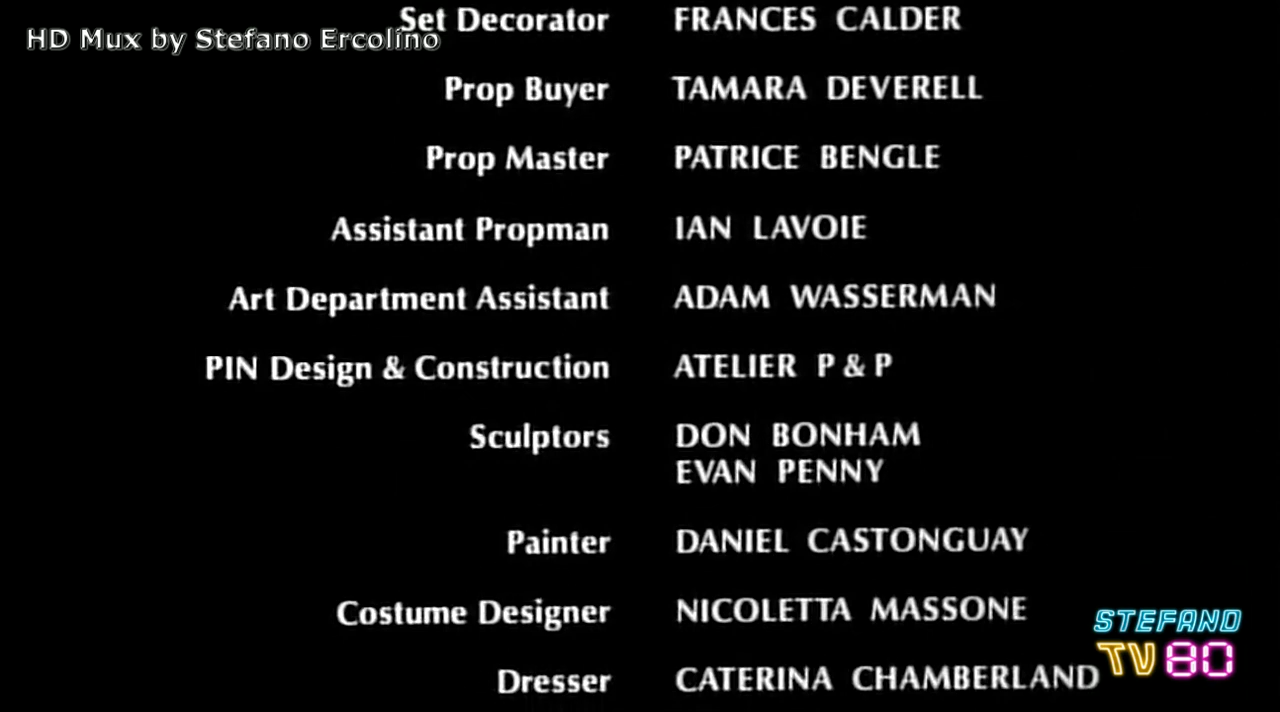 Set Decorator FRANCES CALDER
HD Mux by Stefano Ercolino
Prop Buyer TAMARA DEVERELL
Prop Master PATRICE BENGLE
Assistant Propman IAN LAVOIE
Art Department Assistant ADAM WASSERMAN
PIN Design & Construction ATELIER P & P
Sculptors DON BONHAM
EVAN PENNY
Painter DANIEL CASTONGUAY
Costume Designer NICOLETTA MASSONE
STEFANO
TV 80
Dresser CATERINA CHAMBERLAND